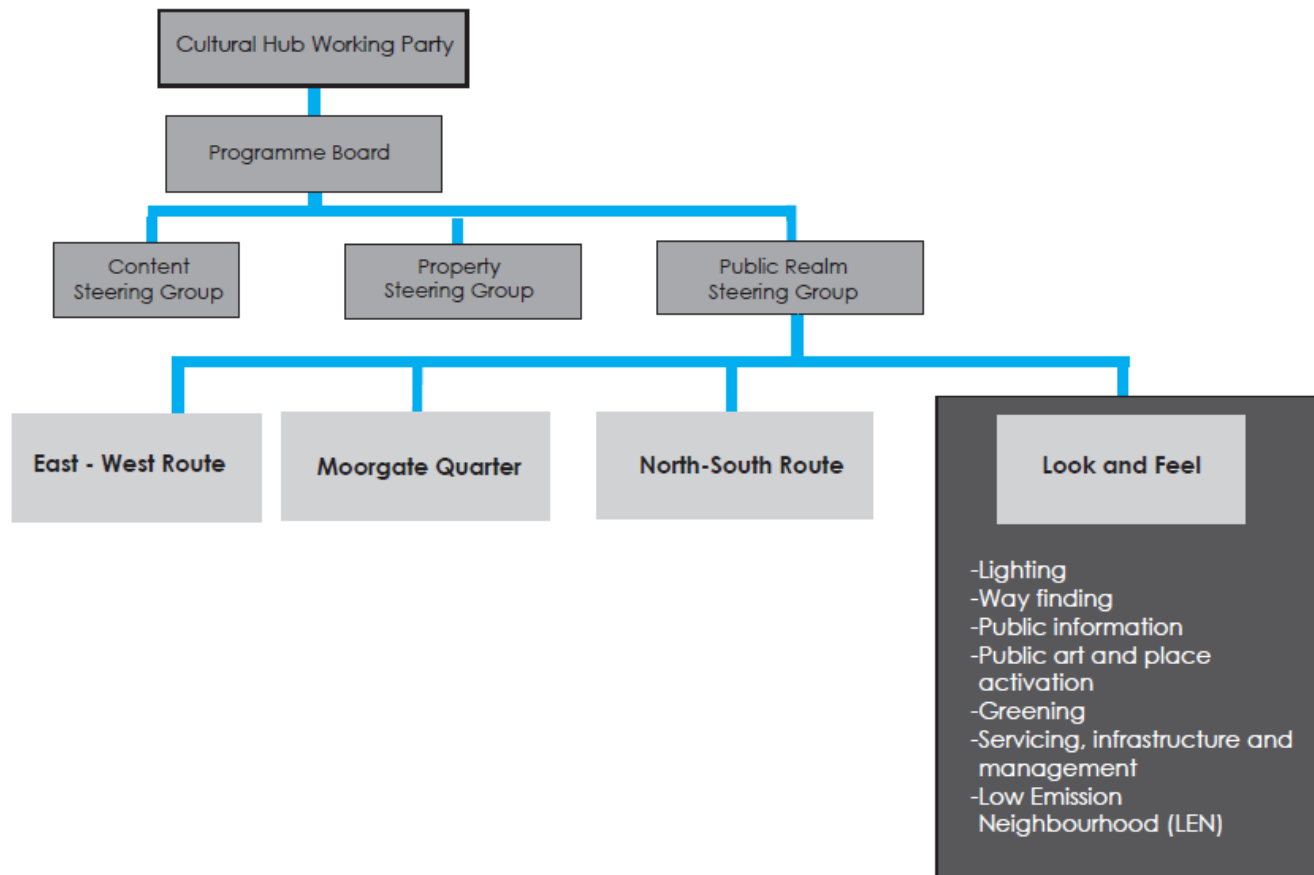 Cultural Hub Working Party
Programme Board
Content
Steering Group
Property
Steering Group
Public Realm
Steering Group
East - West Route
Moorgate Quarter
North-South Route
Look and Feel
-Lighting
-Way finding
-Public information
-Public art and place
activation
-Greening
-Servicing, infrastructure and
management
-Low Emission
Neighbourhood (LEN)